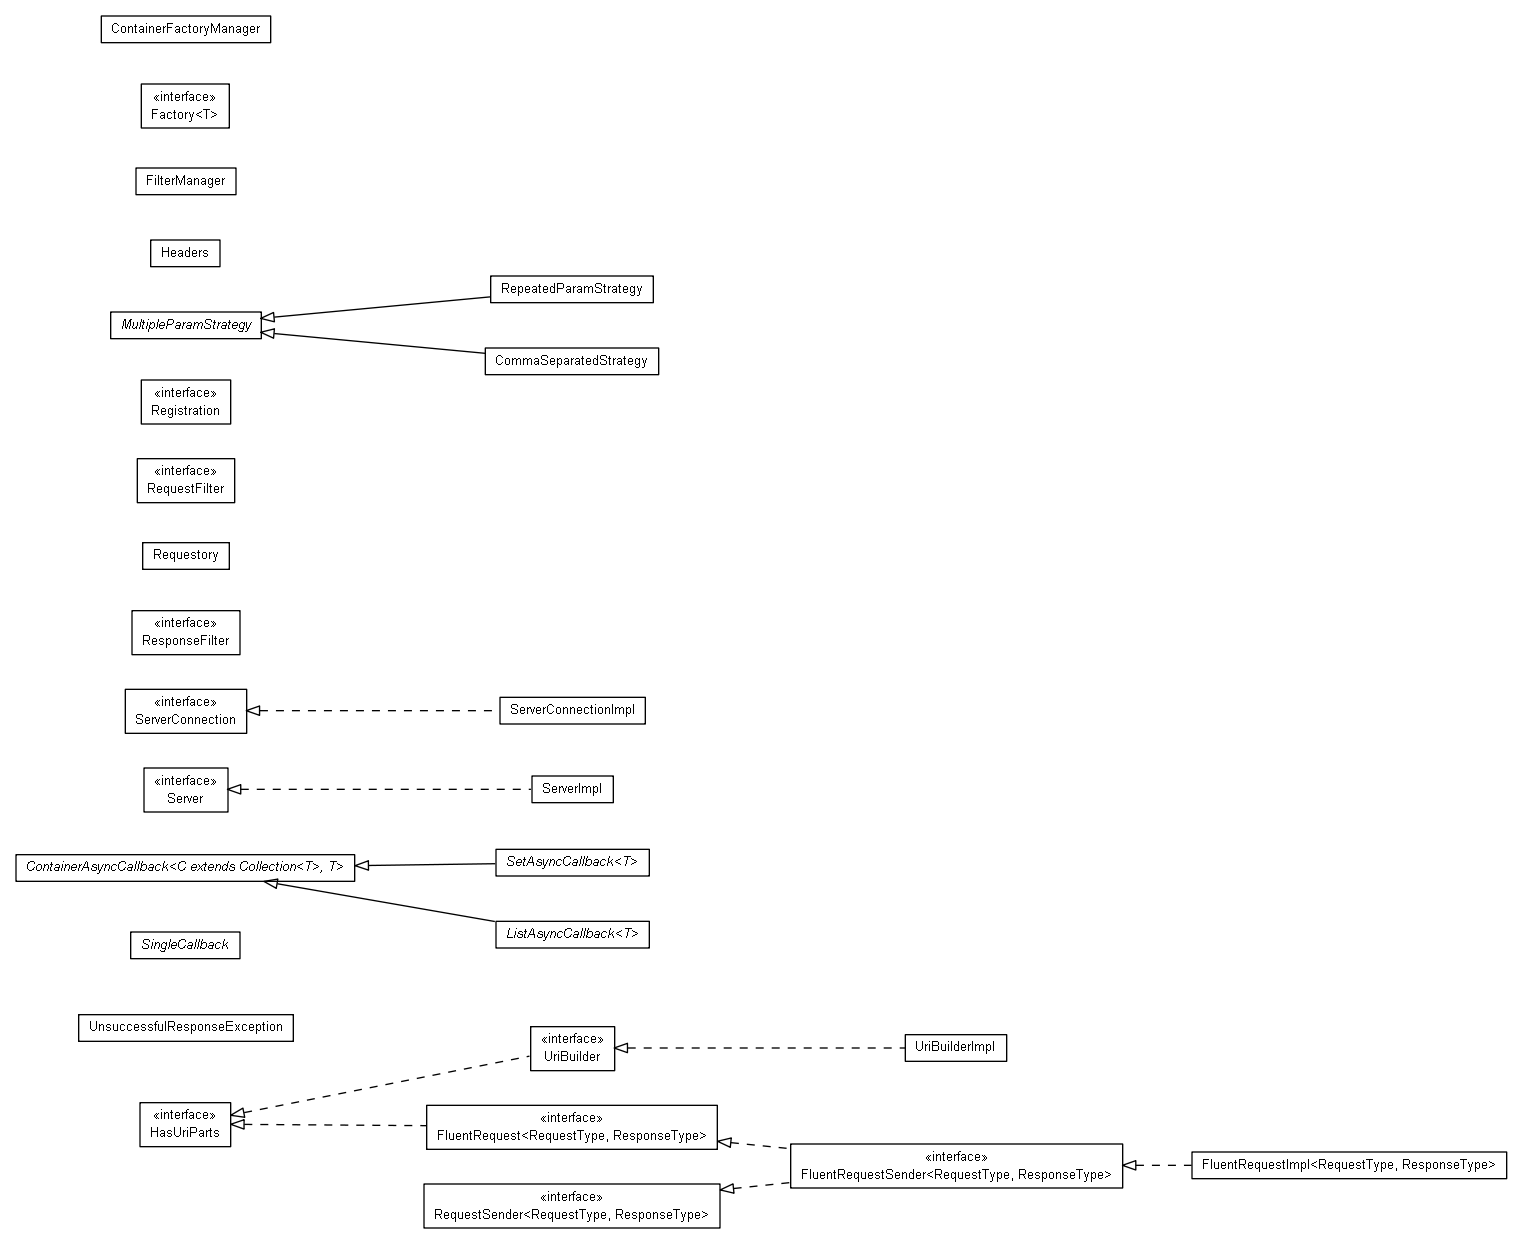 ContainerFactoryManager
«interface»
Factory<T>
FilterManager
Headers
RepeatedParamStrategy
MultipleParamStrategy
CommaSeparatedStrategy
«interface»
Registration
«interface»
RequestFilter
Requestory
«interface»
ResponseFilter
«interface»
ServerConnection
ServerConnectionImpl
«interface»
Server
ServerImpl
ContainerAsyncCallback<C extends Collection<T>, T>
SetAsyncCallback<T>
ListAsyncCallback<T>
SingleCallback
UnsuccessfulResponseException
«interface»
UriBuilder
UriBuilderImpl
«interface»
HasUriParts
«interface»
FluentRequest<RequestType, ResponseType>
«interface»
FluentRequestSender<RequestType, ResponseType>
FluentRequestImpl<RequestType, ResponseType>
«interface»
RequestSender<RequestType, ResponseType>